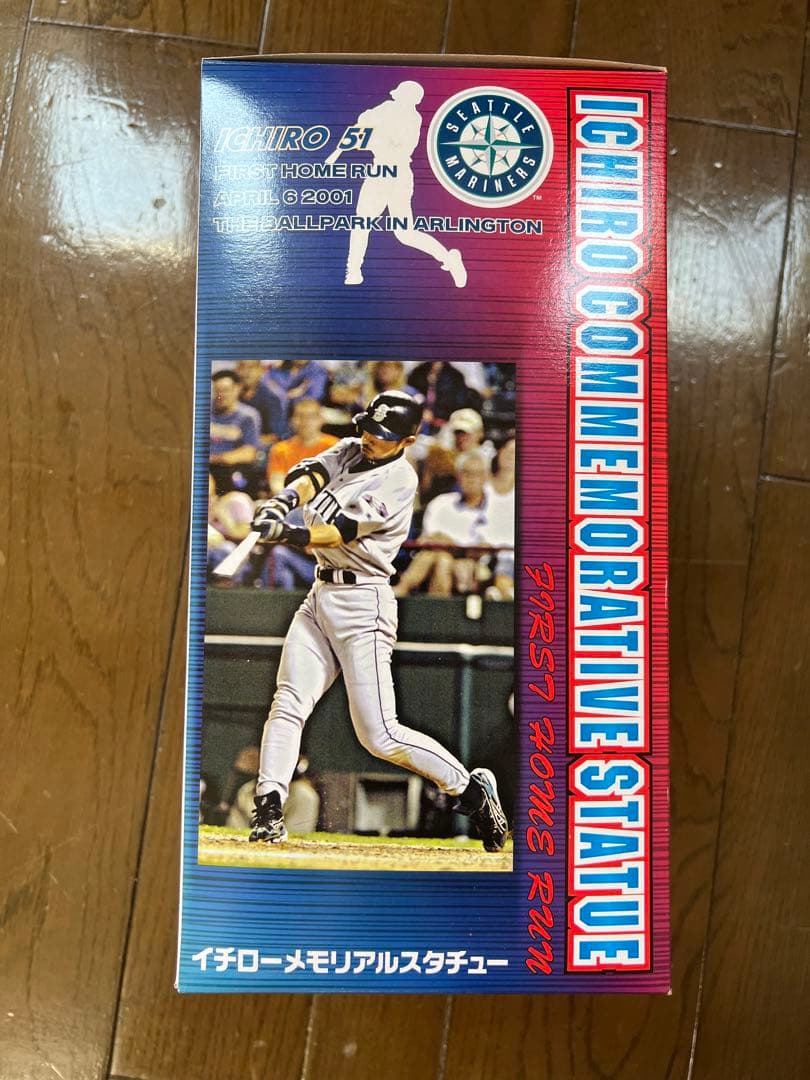 ICHIRO 51
FIRST HOME RUN
APRIL 6 2001
THE BALLPARK IN ARLINGTON
SEATTLE
MARINERS
TM
ICHIRO COMMEMORATIVE STATUE
FIRST HOME RUN
イチローメモリアルスタチュー